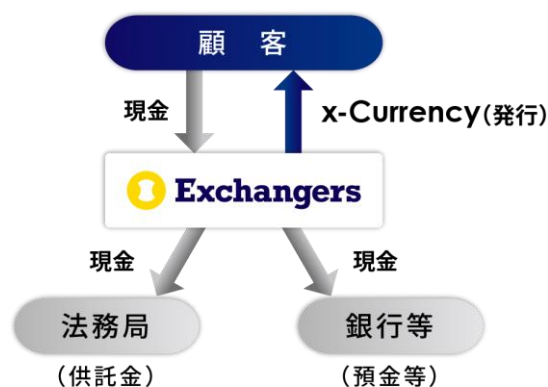 顧 客
現金
x-Currency(発行)
Exchangers
現金
現金
法務局
銀行等
(供託金)
(預金等)